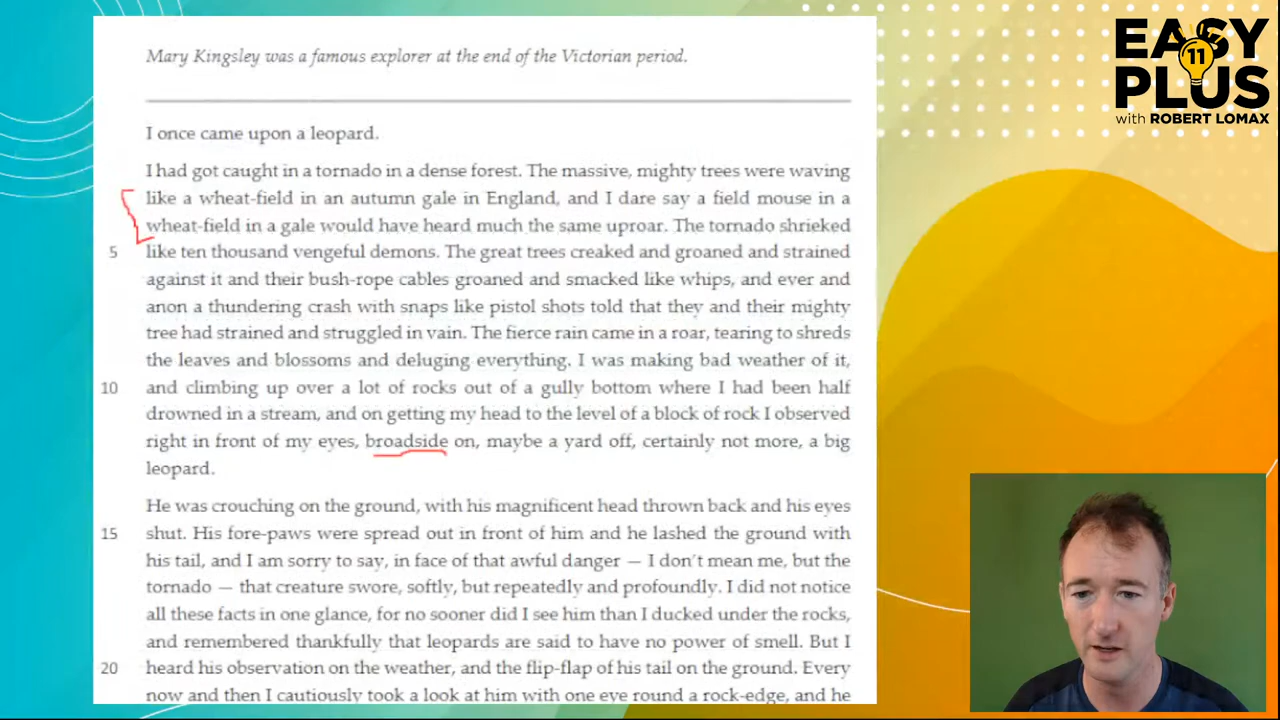 Mary Kingsley was a famous explorer at the end of the Victorian period.
I once came upon a leopard.
I had got caught in a tornado in a dense forest. The massive, mighty trees were waving
like a wheat-field in an autumn gale in England, and I dare say a field mouse in a
wheat-field in a gale would have heard much the same uproar. The tornado shrieked
5 like ten thousand vengeful demons. The great trees creaked and groaned and strained
against it and their bush-rope cables groaned and smacked like whips, and ever and
anon a thundering crash with snaps like pistol shots told that they and their mighty
tree had strained and struggled in vain. The fierce rain came in a roar, tearing to shreds
the leaves and blossoms and deluging everything. I was making bad weather of it,
10 and climbing up over a lot of rocks out of a gully bottom where I had been half
drowned in a stream, and on getting my head to the level of a block of rock I observed
right in front of my eyes, broadside on, maybe a yard off, certainly not more, a big
leopard.
He was crouching on the ground, with his magnificent head thrown back and his eyes
15 shut. His fore-paws were spread out in front of him and he lashed the ground with
his tail, and I am sorry to say, in face of that awful danger — I don't mean me, but the
tornado — that creature swore, softly, but repeatedly and profoundly. I did not notice
all these facts in one glance, for no sooner did I see him than I ducked under the rocks,
and remembered thankfully that leopards are said to have no power of smell. But I
20 heard his observation on the weather, and the flip-flap of his tail on the ground. Every
now and then I cautiously took a look at him with one eye round a rock-edge, and he
EASY
11
PLUS
with ROBERT LOMAX